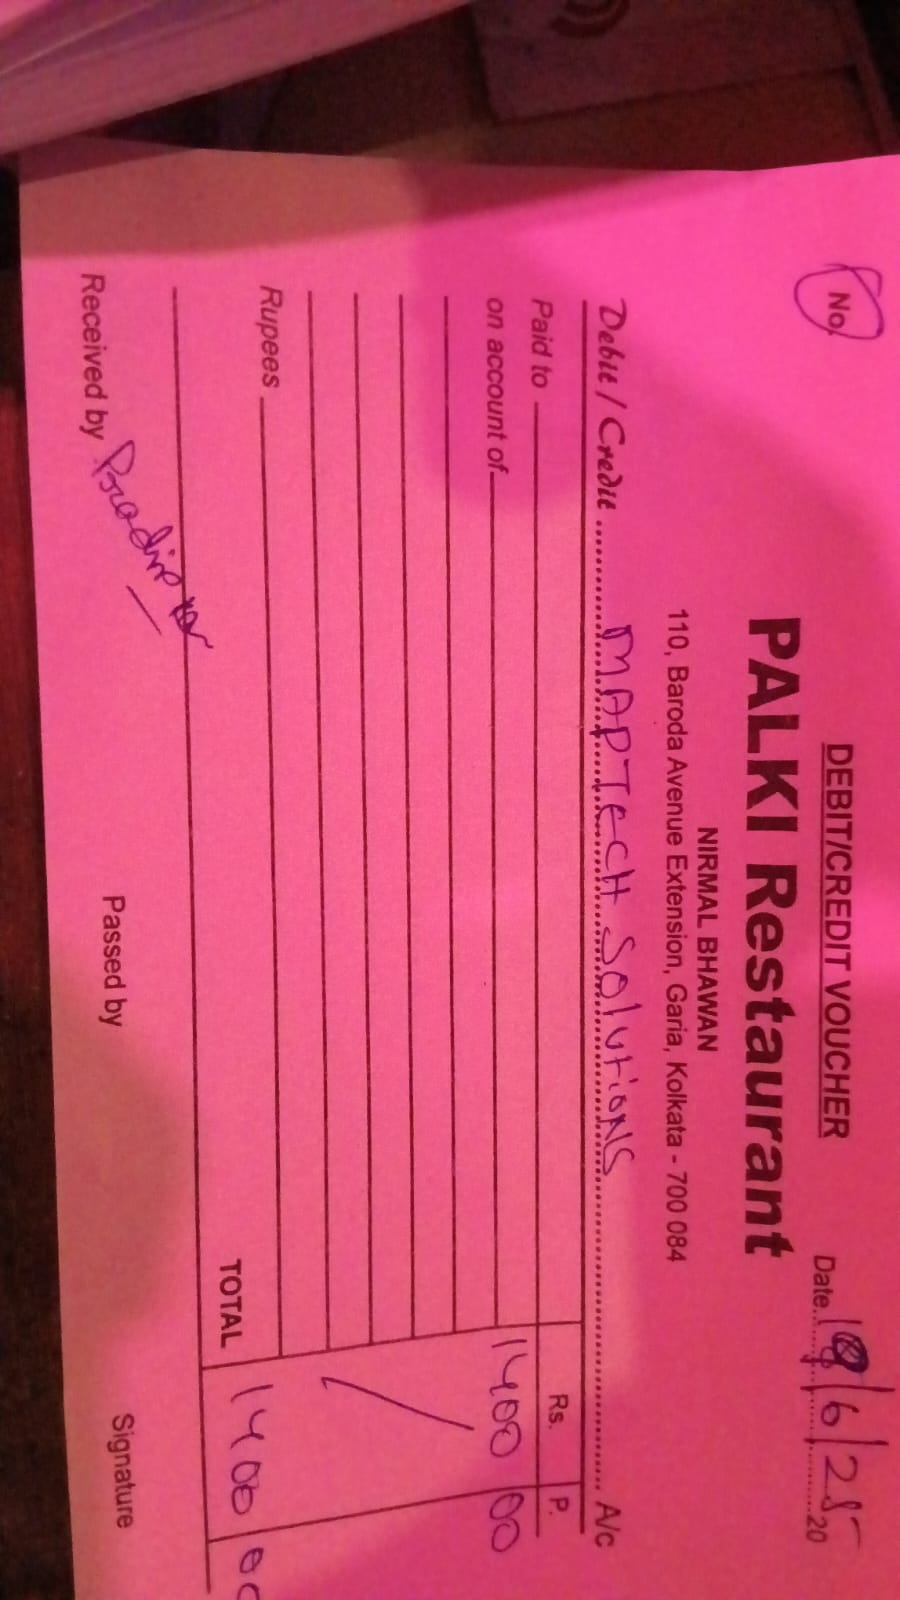 DEBIT/CREDIT VOUCHER
No.
Date 6/25 20
PALKI Restaurant
NIRMAL BHAWAN
110, Baroda Avenue Extension, Garia, Kolkata - 700 084
Debit / Credit MAPTECH SOLUTIONS A/c
Rs. P.
Paid to
on account of 1400 00
Rupees
TOTAL 1400 00
Received by
Passed by
Signature